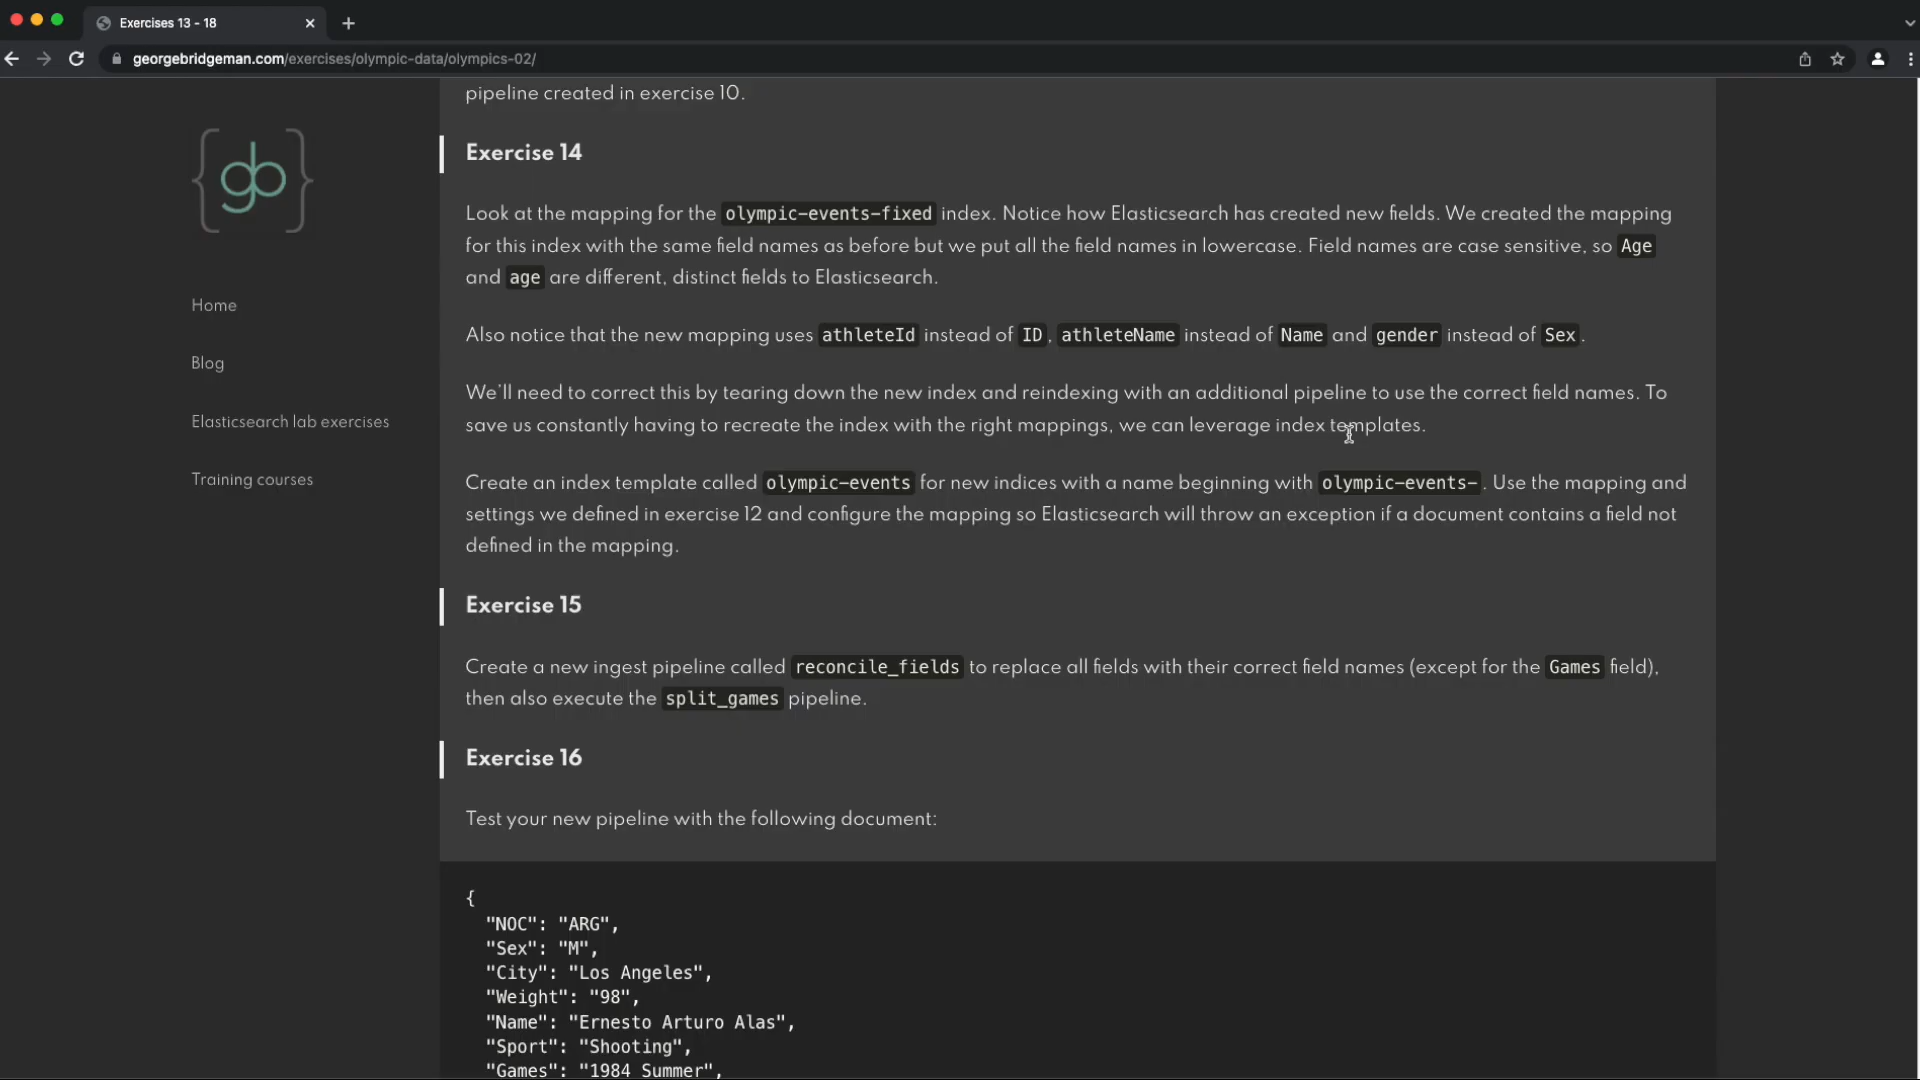 Exercises 13 - 18
georgebridgeman.com/exercises/olympic-data/olympics-02/
gb
Home
Blog
Elasticsearch lab exercises
Training courses
pipeline created in exercise 10.
Exercise 14
Look at the mapping for the olympic-events-fixed index. Notice how Elasticsearch has created new fields. We created the mapping
for this index with the same field names as before but we put all the field names in lowercase. Field names are case sensitive, so Age
and age are different, distinct fields to Elasticsearch.
Also notice that the new mapping uses athleteId instead of ID, athleteName instead of Name and gender instead of Sex.
We'll need to correct this by tearing down the new index and reindexing with an additional pipeline to use the correct field names. To
save us constantly having to recreate the index with the right mappings, we can leverage index templates.
Create an index template called olympic-events for new indices with a name beginning with olympic-events-. Use the mapping and
settings we defined in exercise 12 and configure the mapping so Elasticsearch will throw an exception if a document contains a field not
defined in the mapping.
Exercise 15
Create a new ingest pipeline called reconcile_fields to replace all fields with their correct field names (except for the Games field),
then also execute the split_games pipeline.
Exercise 16
Test your new pipeline with the following document:
{
"NOC": "ARG",
"Sex": "M",
"City": "Los Angeles",
"Weight": "98",
"Name": "Ernesto Arturo Alas",
"Sport": "Shooting",
"Games": "1984 Summer",